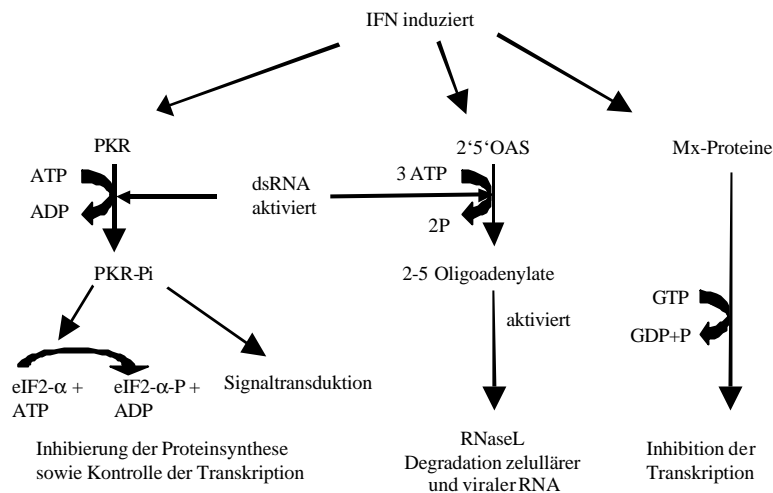 IFN induziert
PKR
2‘5‘OAS
Mx-Proteine
ATP
ADP
dsRNA
aktiviert
3 ATP
2P
PKR-Pi
2-5 Oligoadenylate
GTP
GDP+P
aktiviert
eIF2-α +
ATP
eIF2-α-P +
ADP
Signaltransduktion
Inhibierung der Proteinsynthese
sowie Kontrolle der Transkription
RNaseL
Degradation zelullärer
und viraler RNA
Inhibition der
Transkription